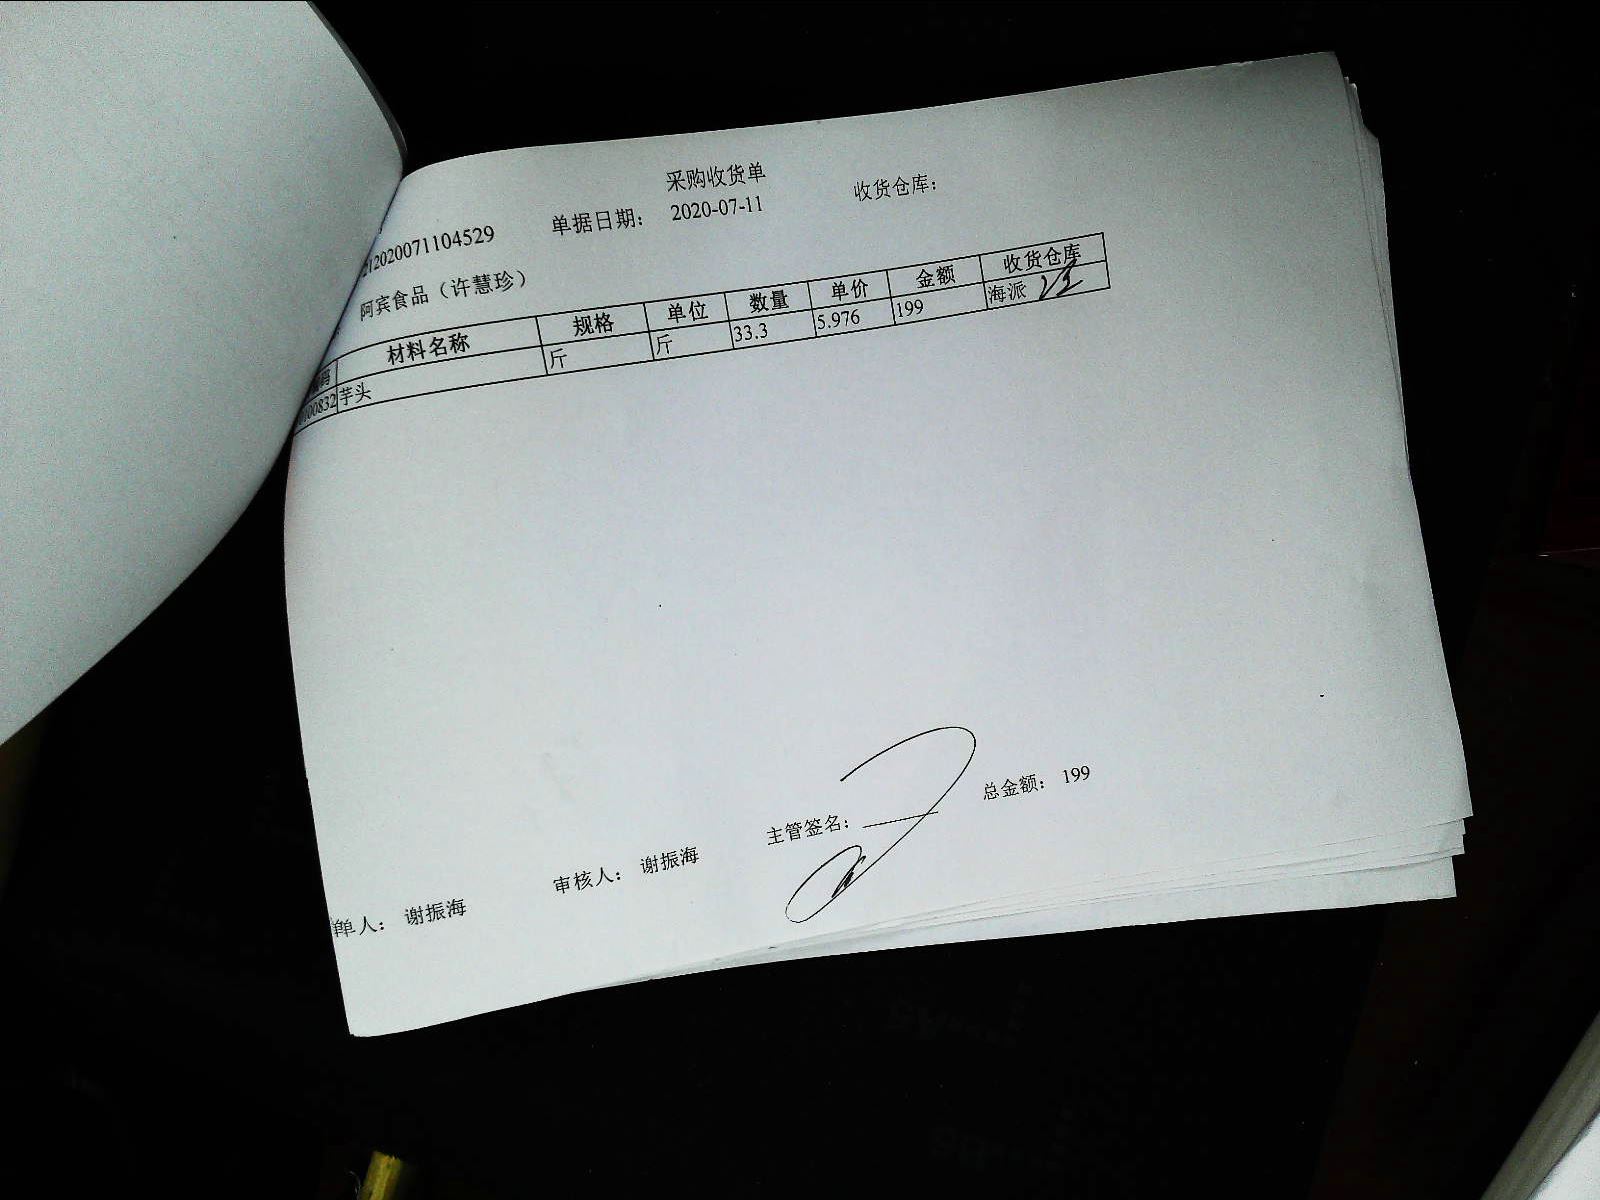 采购收货单
2020071104529 单据日期： 2020-07-11 收货仓库：
阿宾食品（许慧珍）
码 材料名称 规格 单位 数量 单价 金额 收货仓库
00832 芋头 斤 斤 33.3 5.976 199 海派
单人： 谢振海 审核人： 谢振海 主管签名： 总金额： 199